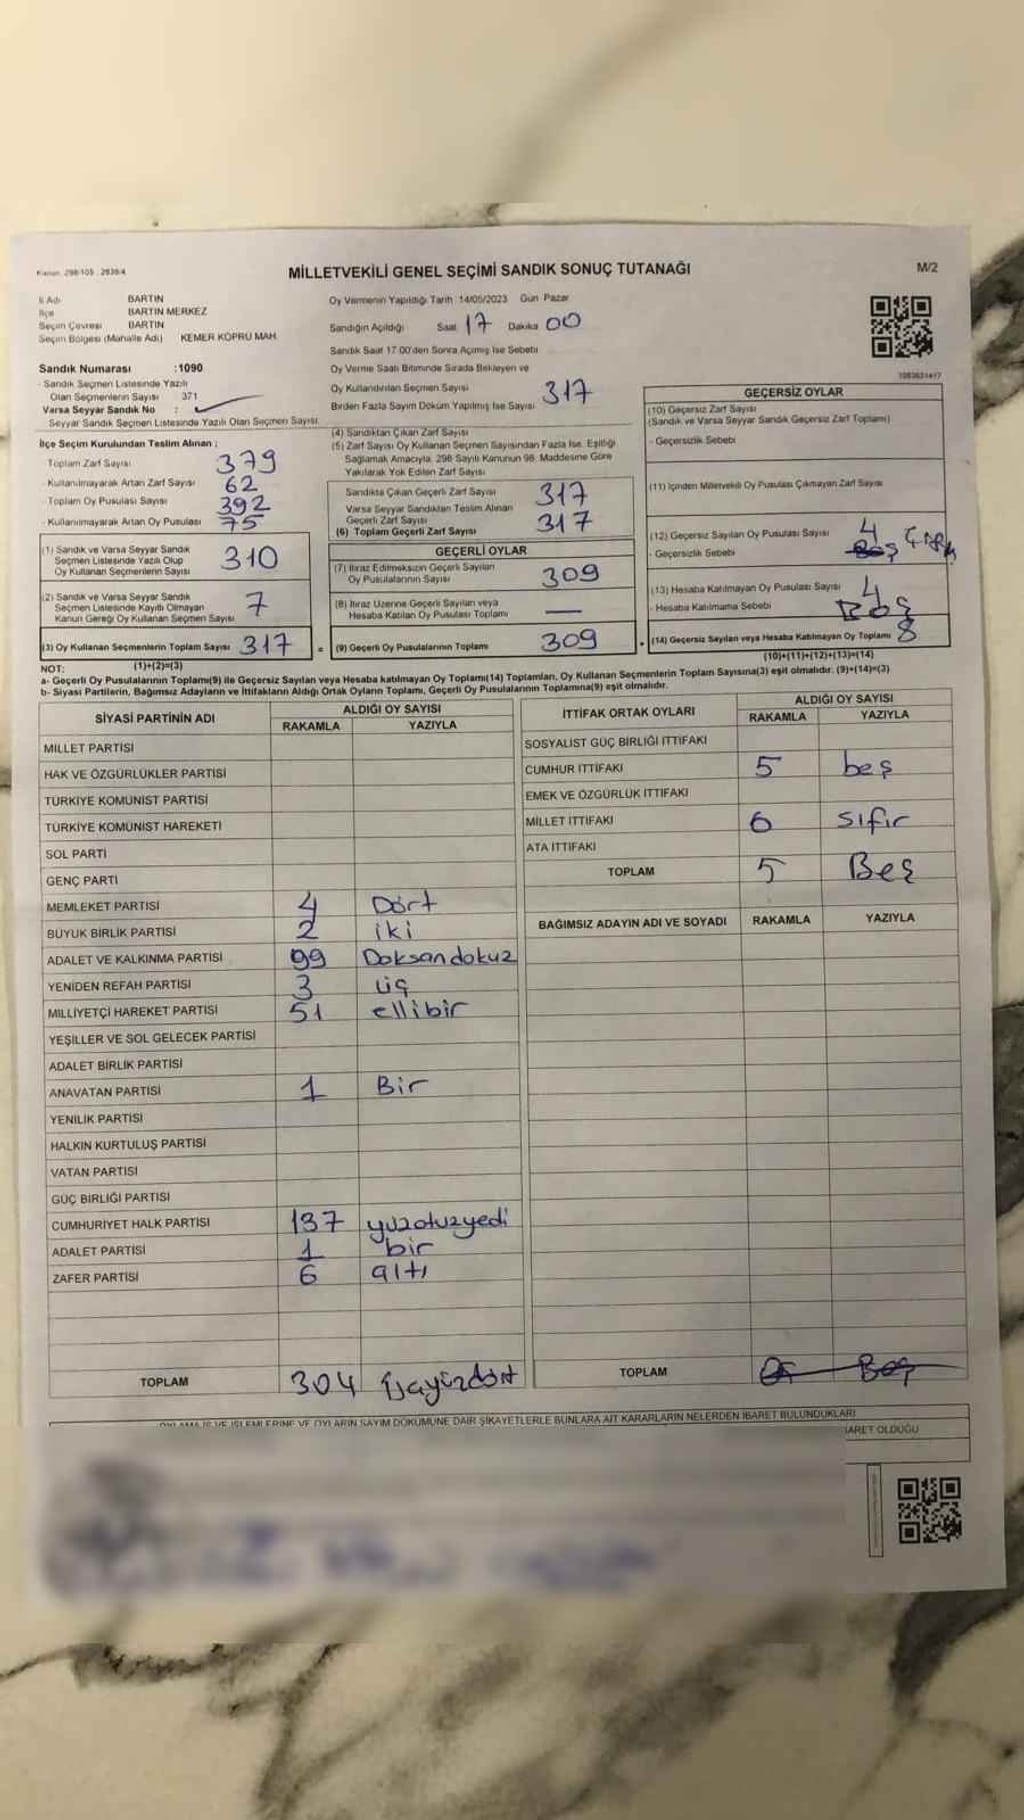 Kanun: 298/105 , 2839/4
MİLLETVEKİLİ GENEL SEÇİMİ SANDIK SONUÇ TUTANAĞI
M/2
İl Adı BARTIN
İlçe BARTIN MERKEZ
Seçim Çevresi BARTIN
Seçim Bölgesi (Mahalle Adı) KEMER KÖPRÜ MAH.
Sandık Numarası :1090
- Sandık Seçmen Listesinde Yazılı
Olan Seçmenlerin Sayısı 371
Varsa Seyyar Sandık No :
- Seyyar Sandık Seçmen Listesinde Yazılı Olan Seçmen Sayısı:
İlçe Seçim Kurulundan Teslim Alınan ;
Toplam Zarf Sayısı 379
- Kullanılmayarak Artan Zarf Sayısı 62
Toplam Oy Pusulası Sayısı 392
- Kullanılmayarak Artan Oy Pusulası 75
(1) Sandık ve Varsa Seyyar Sandık
Seçmen Listesinde Yazılı Olup
Oy Kullanan Seçmenlerin Sayısı 310
(2) Sandık ve Varsa Seyyar Sandık
Seçmen Listesinde Kayıtlı Olmayan
Kanun Gereği Oy Kullanan Seçmen Sayısı 7
(3) Oy Kullanan Seçmenlerin Toplam Sayısı 317
(1)+(2)=(3)
Oy Vermenin Yapıldığı Tarih 14/05/2023 Gün Pazar
Sandığın Açıldığı Saat 17 Dakika 00
Sandık Saat 17:00'den Sonra Açılmış İse Sebebi
Oy Verme Saati Bitiminde Sırada Bekleyen ve
Oy Kullandırılan Seçmen Sayısı
317
Birden Fazla Sayım Döküm Yapılmış İse Sayısı
(4) Sandıktan Çıkan Zarf Sayısı
(5) Zarf Sayısı Oy Kullanan Seçmen Sayısından Fazla İse, Eşitliği
Sağlamak Amacıyla, 298 Sayılı Kanunun 98. Maddesine Göre
Yakılarak Yok Edilen Zarf Sayısı
Sandıkta Çıkan Geçerli Zarf Sayısı 317
Varsa Seyyar Sandıktan Teslim Alınan
Geçerli Zarf Sayısı
(6) Toplam Geçerli Zarf Sayısı 317
GEÇERLİ OYLAR
(7) İtiraz Edilmeksizin Geçerli Sayılan
Oy Pusulalarının Sayısı 309
(8) İtiraz Üzerine Geçerli Sayılan veya
Hesaba Katılan Oy Pusulası Toplamı —
= (9) Geçerli Oy Pusulalarının Toplamı 309
1083631417
GEÇERSİZ OYLAR
(10) Geçersiz Zarf Sayısı
(Sandık ve Varsa Seyyar Sandık Geçersiz Zarf Toplamı)
- Geçersizlik Sebebi
(11) İçinden Milletvekili Oy Pusulası Çıkmayan Zarf Sayısı
(12) Geçersiz Sayılan Oy Pusulası Sayısı 4
- Geçersizlik Sebebi
(13) Hesaba Katılmayan Oy Pusulası Sayısı 4
- Hesaba Katılmama Sebebi Boş
(14) Geçersiz Sayılan veya Hesaba Katılmayan Oy Toplamı 8
(10)+(11)+(12)+(13)=(14)
NOT:
a- Geçerli Oy Pusulalarının Toplamı(9) ile Geçersiz Sayılan veya Hesaba Katılmayan Oy Toplamı(14) Toplamları, Oy Kullanan Seçmenlerin Toplam Sayısına(3) eşit olmalıdır. (9)+(14)=(3)
b- Siyasi Partilerin, Bağımsız Adayların ve İttifakların Aldığı Ortak Oyların Toplamı, Geçerli Oy Pusulalarının Toplamına(9) eşit olmalıdır.
SİYASİ PARTİNİN ADI ALDIĞI OY SAYISI
RAKAMLA YAZIYLA
MİLLET PARTİSİ
HAK VE ÖZGÜRLÜKLER PARTİSİ
TÜRKİYE KOMÜNİST PARTİSİ
TÜRKİYE KOMÜNİST HAREKETİ
SOL PARTİ
GENÇ PARTİ
MEMLEKET PARTİSİ 4 Dört
BÜYÜK BİRLİK PARTİSİ 2 iki
ADALET VE KALKINMA PARTİSİ 99 Doksandokuz
YENİDEN REFAH PARTİSİ 3 üç
MİLLİYETÇİ HAREKET PARTİSİ 51 ellibir
YEŞİLLER VE SOL GELECEK PARTİSİ
ADALET BİRLİK PARTİSİ
ANAVATAN PARTİSİ 1 Bir
YENİLİK PARTİSİ
HALKIN KURTULUŞ PARTİSİ
VATAN PARTİSİ
GÜÇ BİRLİĞİ PARTİSİ
CUMHURİYET HALK PARTİSİ 137 yüzotuzyedi
ADALET PARTİSİ 1 bir
ZAFER PARTİSİ 6 altı
TOPLAM 304 üçyüzdört
İTTİFAK ORTAK OYLARI ALDIĞI OY SAYISI
RAKAMLA YAZIYLA
SOSYALİST GÜÇ BİRLİĞİ İTTİFAKI
CUMHUR İTTİFAKI 5 beş
EMEK VE ÖZGÜRLÜK İTTİFAKI
MİLLET İTTİFAKI 0 sıfır
ATA İTTİFAKI
TOPLAM 5 Beş
BAĞIMSIZ ADAYIN ADI VE SOYADI RAKAMLA YAZIYLA
TOPLAM 05 Beş
OYLAMA İŞ VE İŞLEMLERİNE VE OYLARIN SAYIM DÖKÜMÜNE DAİR ŞİKAYETLERLE BUNLARA AİT KARARLARIN NELERDEN İBARET BULUNDUKLARI
İBARET OLDUĞU